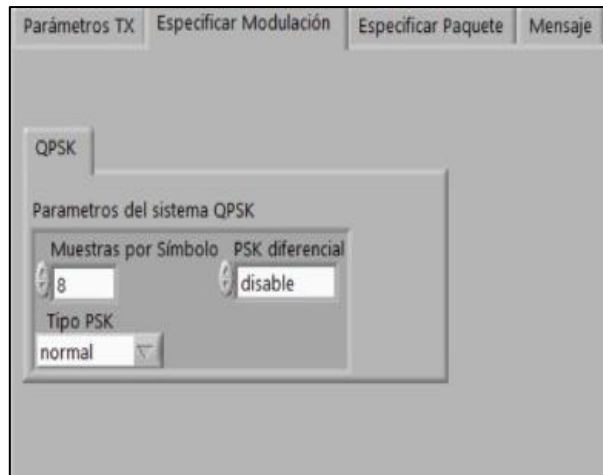 Parámetros TX Especificar Modulación Especificar Paquete Mensaje
QPSK
Parametros del sistema QPSK
Muestras por Símbolo PSK diferencial
8 disable
Tipo PSK
normal